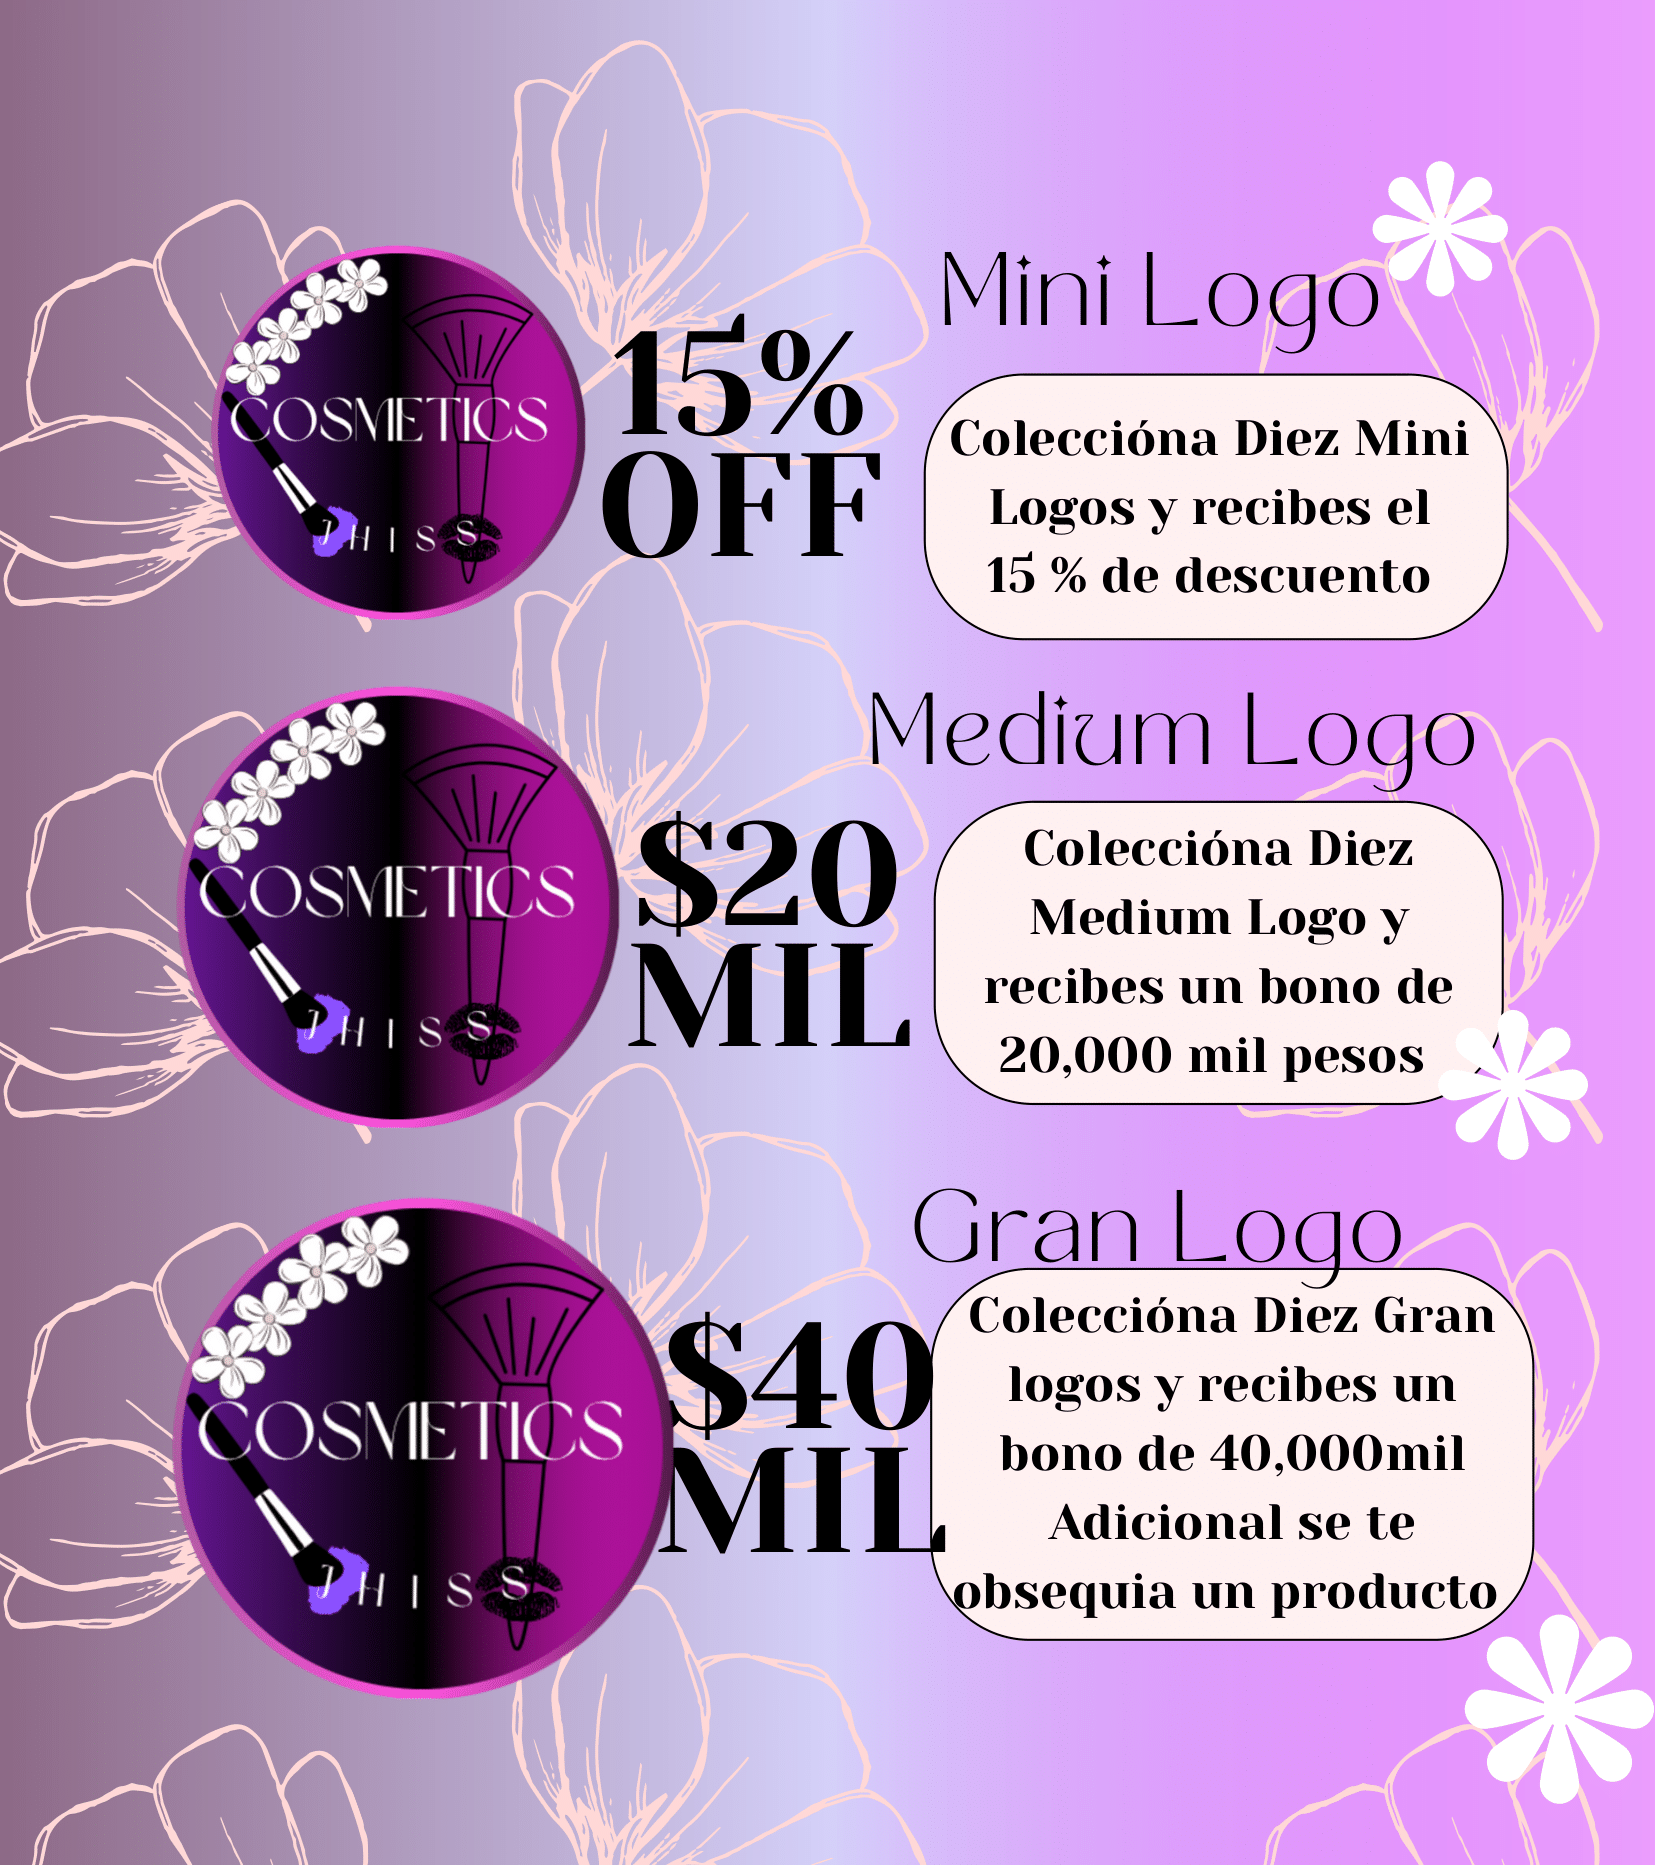 Mini Logo
COSMETICS
JHISS
15%
OFF
Coleccióna Diez Mini
Logos y recibes el
15 % de descuento
Medium Logo
COSMETICS
JHISS
$20
MIL
Coleccióna Diez
Medium Logo y
recibes un bono de
20,000 mil pesos
Gran Logo
COSMETICS
JHISS
$40
MIL
Coleccióna Diez Gran
logos y recibes un
bono de 40,000mil
Adicional se te
obsequia un producto